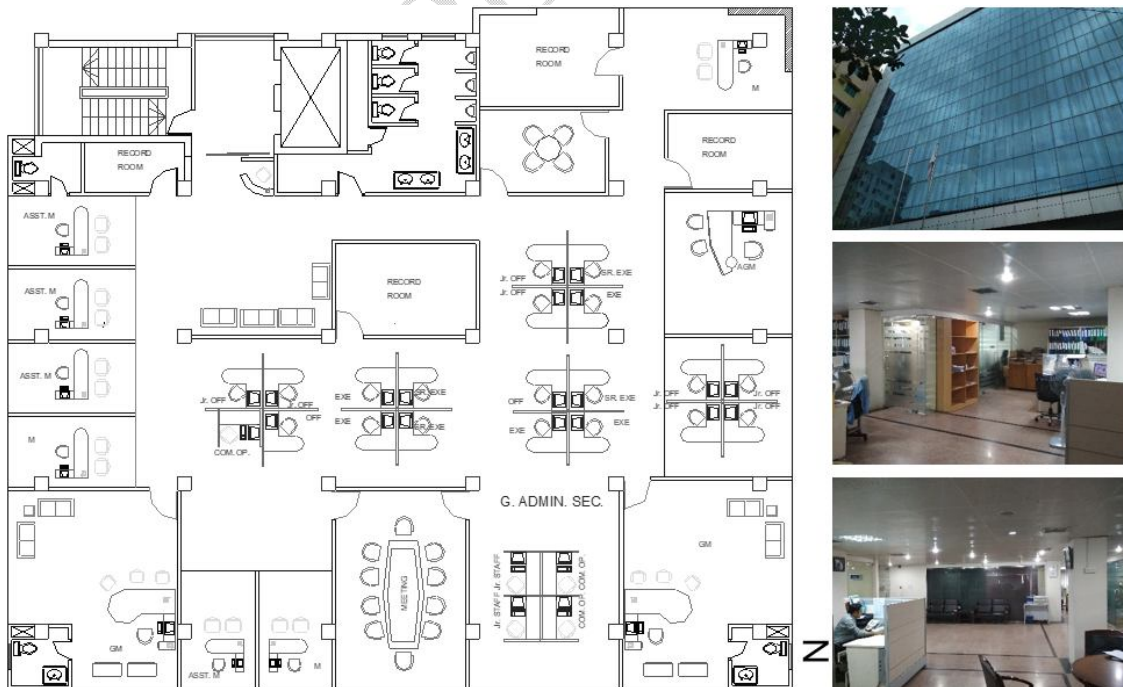 RECORD
ROOM
M
RECORD
ROOM
RECORD
ROOM
ASST. M
AGM
Jr. OFF
SR. EXE
Jr. OFF
EXE
RECORD
ROOM
ASST. M
ASST. M
Jr. OFF
Jr. OFF
OFF
COM. OP.
EXE
SR. EXE
EXE
SR. EXE
OFF
SR. EXE
EXE
EXE
Jr. OFF
Jr. OFF
Jr. OFF
Jr. OFF
M
G. ADMIN. SEC.
GM
MEETING
Jr. STAFF
Jr. STAFF
COM. OP.
COM. OP.
GM
ASST. M
M
N